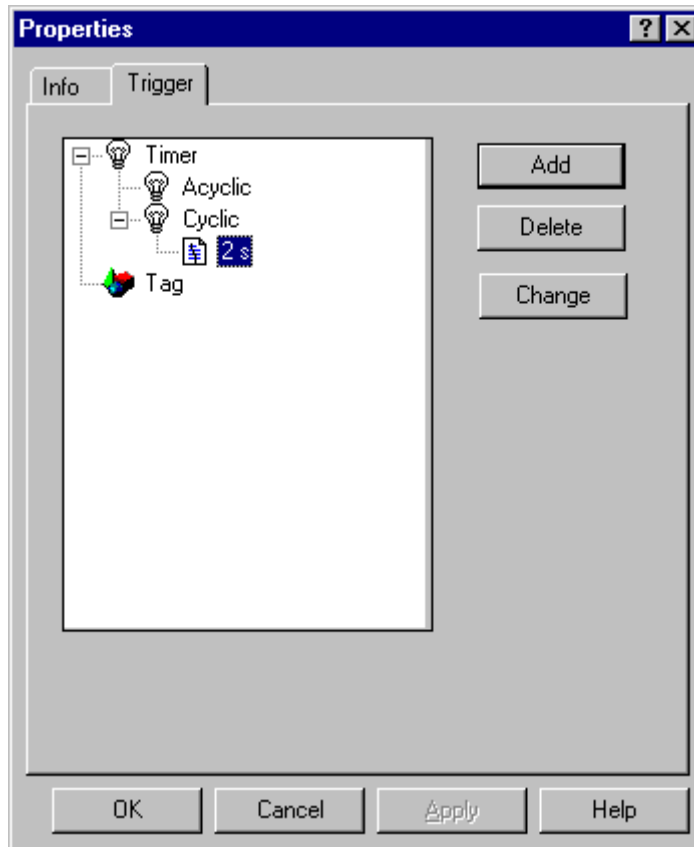 Properties
Info Trigger
Timer
Acyclic
Cyclic
2 s
Tag
Add
Delete
Change
OK Cancel Apply Help